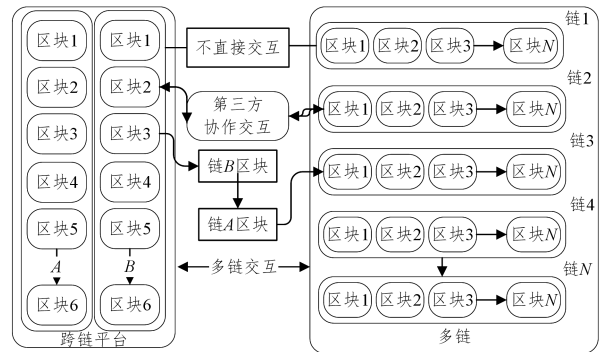 链1
区块1 区块1 不直接交互 区块1 区块2 区块3 区块N
链2
区块2 区块2 第三方
协作交互 区块1 区块2 区块3 区块N
链3
区块3 区块3 链B区块 区块1 区块2 区块3 区块N
区块4 区块4 链A区块
链4
区块5 区块5 区块1 区块2 区块3 区块N
A B 多链交互 链N
区块6 区块6 区块1 区块2 区块3 区块N
跨链平台 多链